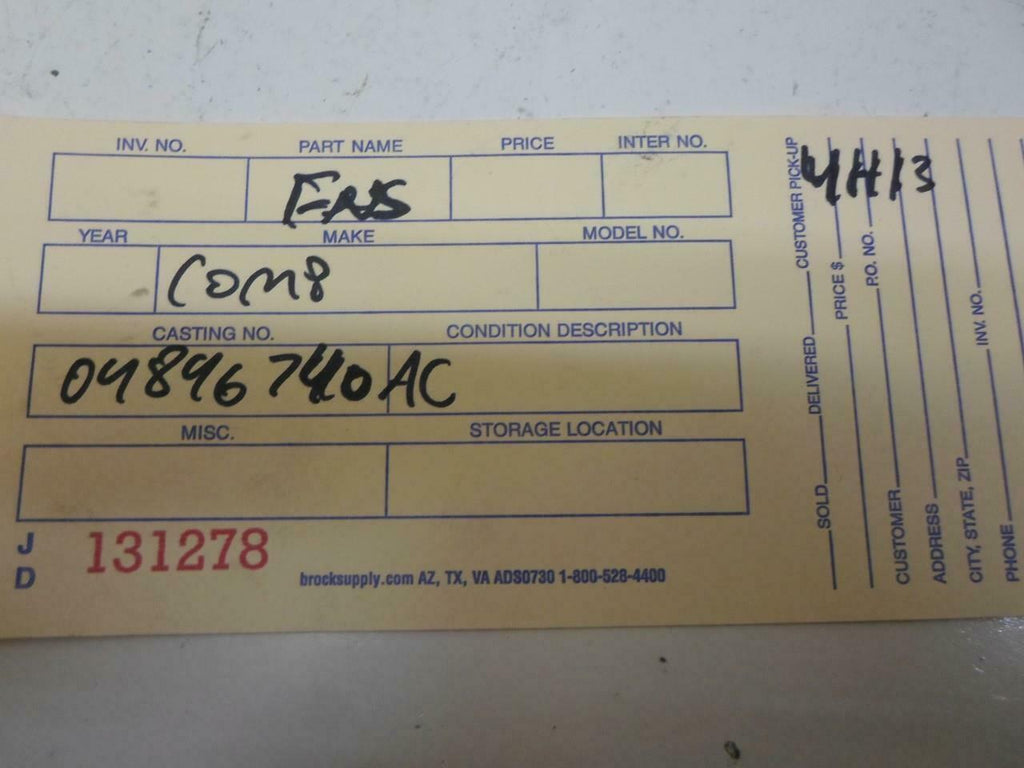 INV. NO. PART NAME PRICE INTER NO.
YEAR MAKE MODEL NO.
COM8
CASTING NO. CONDITION DESCRIPTION
04896740AC
MISC. STORAGE LOCATION
J D
131278
brocksupply.com AZ, TX, VA ADS0730 1-800-528-4400
4H13
SOLD DELIVERED CUSTOMER PICK-UP
PRICE $
P.O. NO.
CUSTOMER
ADDRESS
CITY, STATE, ZIP INV. NO.
PHONE